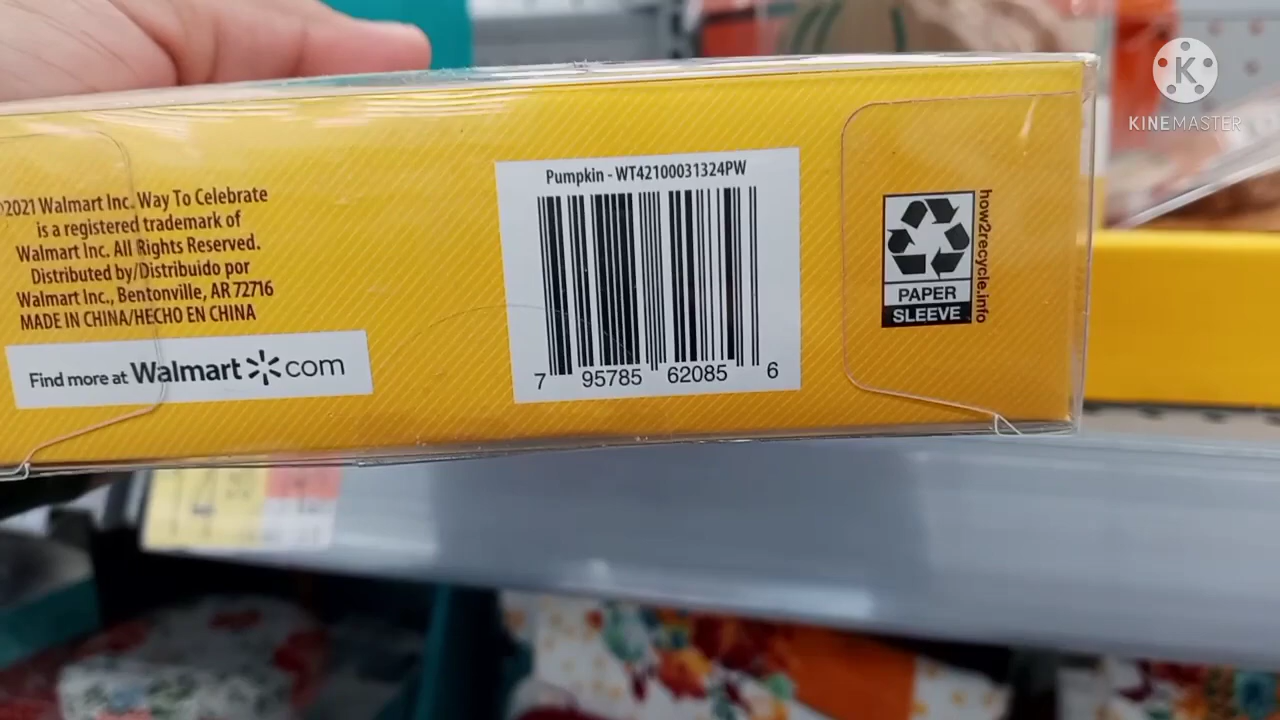 ©2021 Walmart Inc. Way To Celebrate
is a registered trademark of
Walmart Inc. All Rights Reserved.
Distributed by/Distribuido por
Walmart Inc., Bentonville, AR 72716
MADE IN CHINA/HECHO EN CHINA
Find more at Walmart com
Pumpkin - WT42100031324PW
7 95785 62085 6
PAPER
SLEEVE
how2recycle.info
K
KINEMASTER